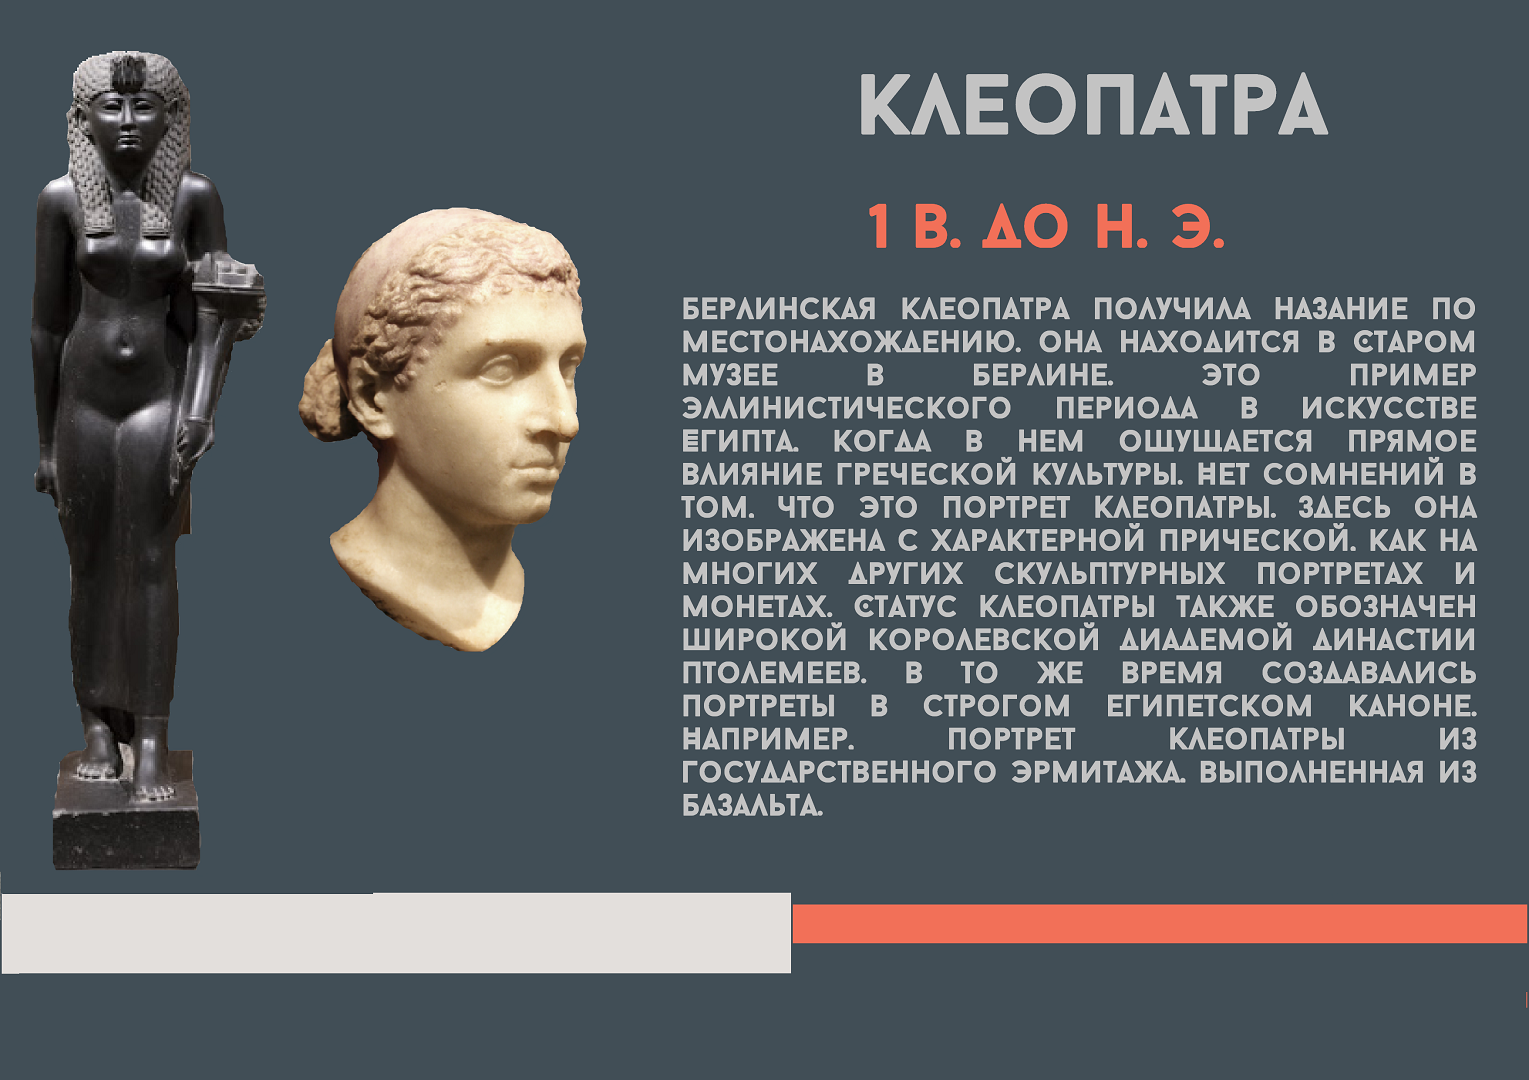 КЛЕОПАТРА
1 В. ДО Н. Э.
БЕРЛИНСКАЯ КЛЕОПАТРА ПОЛУЧИЛА НАЗАНИЕ ПО
МЕСТОНАХОЖДЕНИЮ. ОНА НАХОДИТСЯ В СТАРОМ
МУЗЕЕ В БЕРЛИНЕ. ЭТО ПРИМЕР
ЭЛЛИНИСТИЧЕСКОГО ПЕРИОДА В ИСКУССТВЕ
ЕГИПТА. КОГДА В НЕМ ОЩУЩАЕТСЯ ПРЯМОЕ
ВЛИЯНИЕ ГРЕЧЕСКОЙ КУЛЬТУРЫ. НЕТ СОМНЕНИЙ В
ТОМ. ЧТО ЭТО ПОРТРЕТ КЛЕОПАТРЫ. ЗДЕСЬ ОНА
ИЗОБРАЖЕНА С ХАРАКТЕРНОЙ ПРИЧЕСКОЙ. КАК НА
МНОГИХ ДРУГИХ СКУЛЬПТУРНЫХ ПОРТРЕТАХ И
МОНЕТАХ. СТАТУС КЛЕОПАТРЫ ТАКЖЕ ОБОЗНАЧЕН
ШИРОКОЙ КОРОЛЕВСКОЙ ДИАДЕМОЙ ДИНАСТИИ
ПТОЛЕМЕЕВ. В ТО ЖЕ ВРЕМЯ СОЗДАВАЛИСЬ
ПОРТРЕТЫ В СТРОГОМ ЕГИПЕТСКОМ КАНОНЕ.
НАПРИМЕР. ПОРТРЕТ КЛЕОПАТРЫ ИЗ
ГОСУДАРСТВЕННОГО ЭРМИТАЖА. ВЫПОЛНЕННАЯ ИЗ
БАЗАЛЬТА.